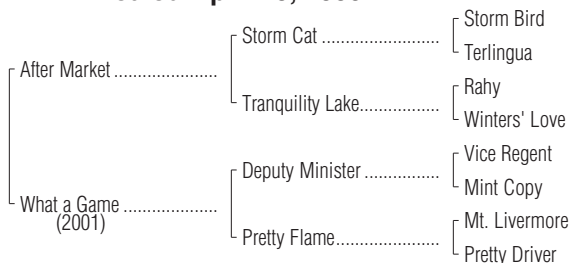 Storm Bird
Storm Cat ........................
Terlingua
After Market .....................
Rahy
Tranquility Lake................
Winters' Love
Vice Regent
Deputy Minister ...............
Mint Copy
What a Game ...................
(2001)
Mt. Livermore
Pretty Flame.....................
Pretty Driver